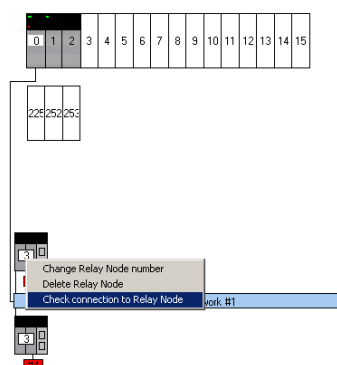 0 1 2 3 4 5 6 7 8 9 10 11 12 13 14 15
225 252 253
3
Change Relay Node number
Delete Relay Node
Check connection to Relay Node
work #1
3